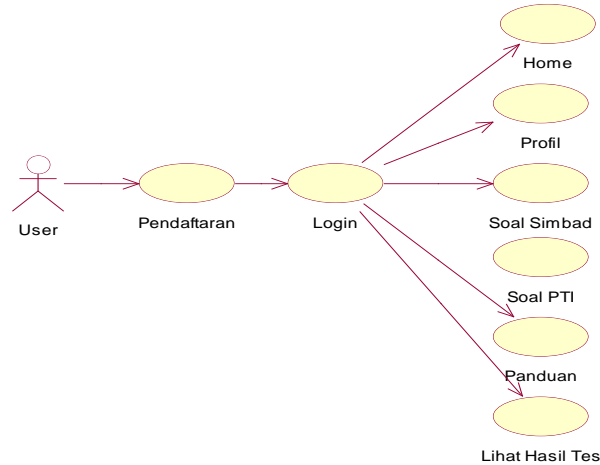 Home
Profil
User
Pendaftaran
Login
Soal Simbad
Soal PTI
Panduan
Lihat Hasil Tes